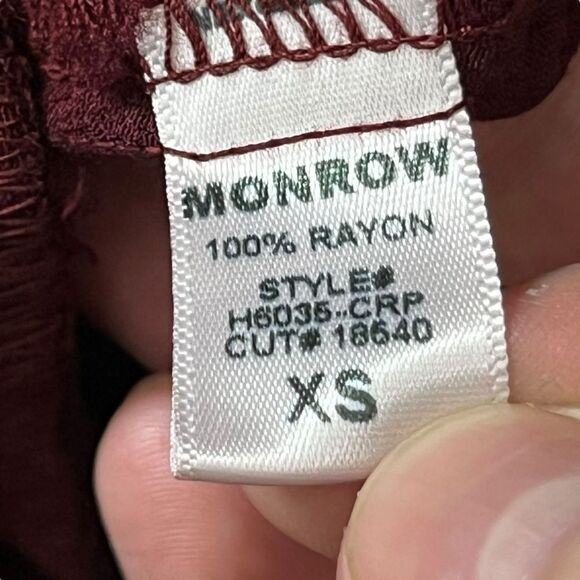 MONROW
100% RAYON
STYLE#
H6035-CRP
CUT# 18640
XS